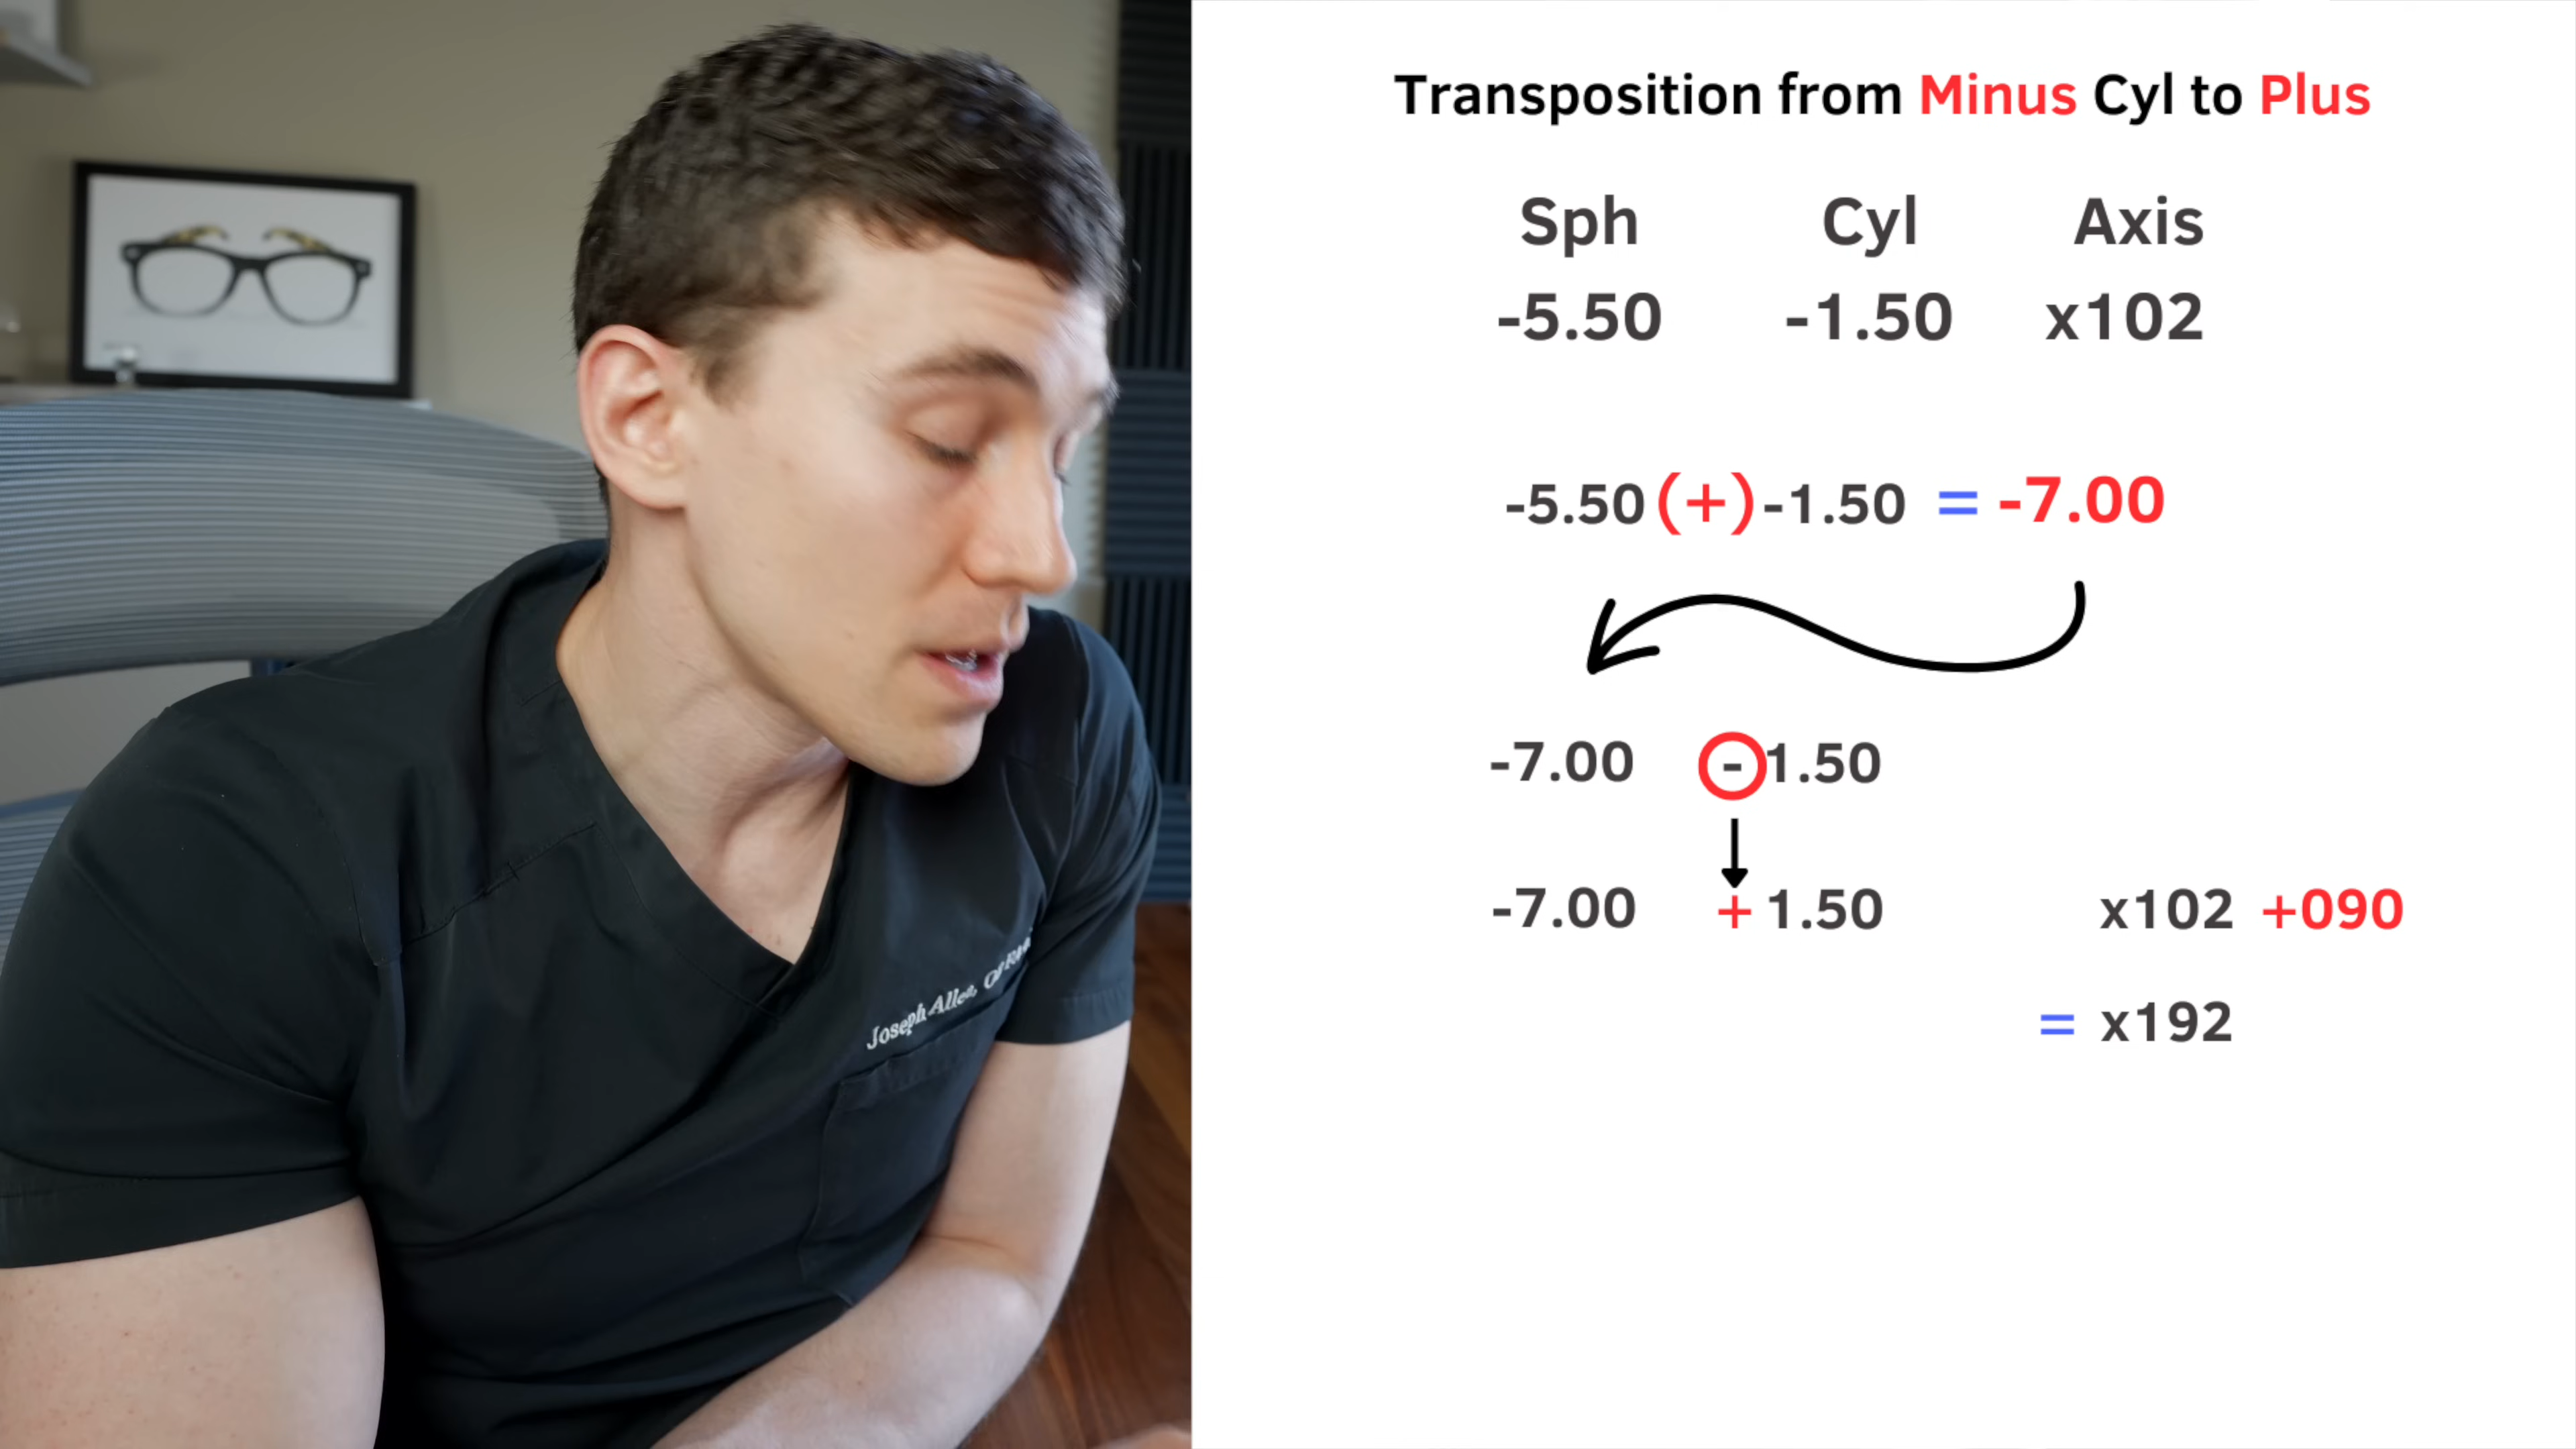 Transposition from Minus Cyl to Plus
Sph Cyl Axis
-5.50 -1.50 x102
-5.50 (+) -1.50 = -7.00
-7.00 - 1.50
-7.00 + 1.50 x102 +090
= x192
Joseph Allen,